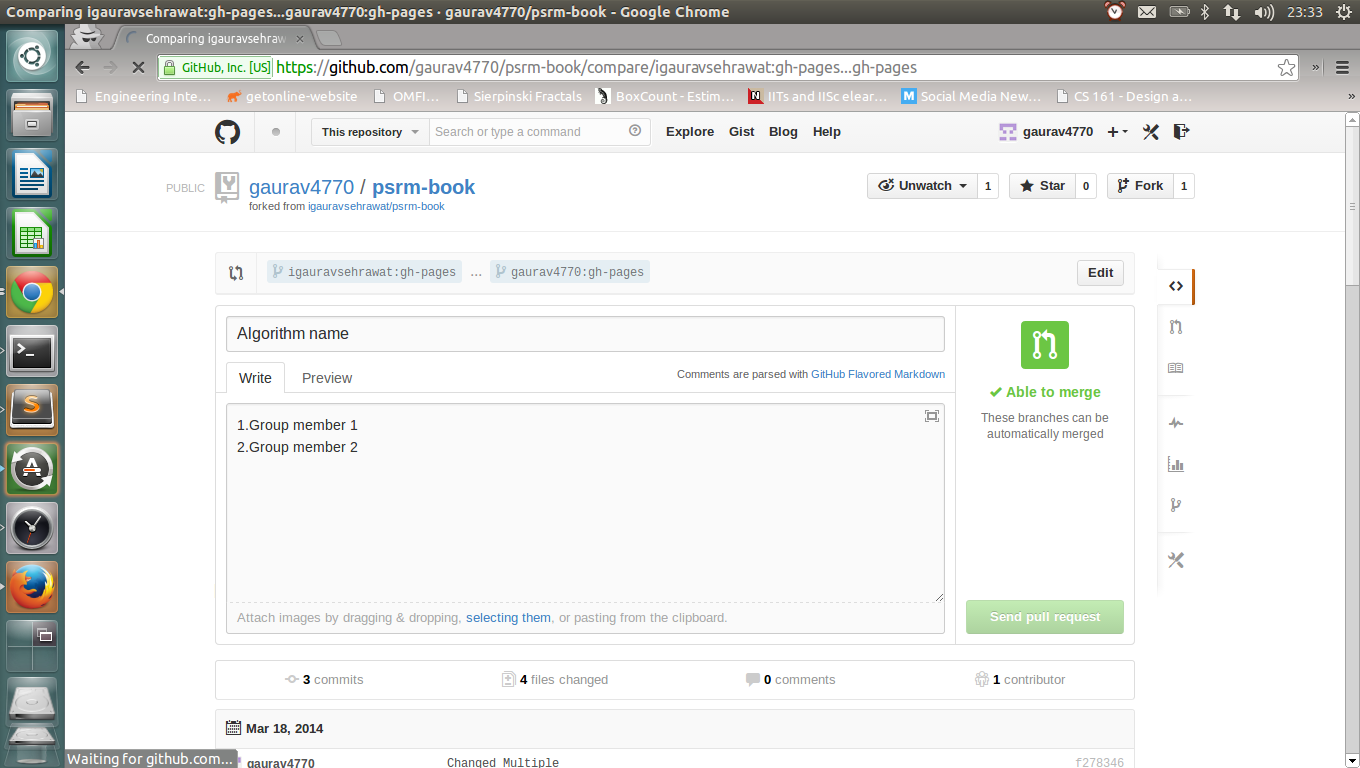 Comparing igauravsehrawat:gh-pages...gaurav4770:gh-pages · gaurav4770/psrm-book - Google Chrome
23:33
Comparing igauravsehraw
GitHub, Inc. [US] https://github.com/gaurav4770/psrm-book/compare/igauravsehrawat:gh-pages...gh-pages
»
Engineering Inte... getonline-website OMFI... Sierpinski Fractals BoxCount - Estim... IITs and IISc elear... Social Media New... CS 161 - Design a... »
This repository Search or type a command Explore Gist Blog Help gaurav4770
PUBLIC gaurav4770 / psrm-book Unwatch 1 Star 0 Fork 1
forked from igauravsehrawat/psrm-book
igauravsehrawat:gh-pages ... gaurav4770:gh-pages Edit
Algorithm name
Write Preview Comments are parsed with GitHub Flavored Markdown
Able to merge
These branches can be
automatically merged
1.Group member 1
2.Group member 2
Attach images by dragging & dropping, selecting them, or pasting from the clipboard.
Send pull request
3 commits 4 files changed 0 comments 1 contributor
Mar 18, 2014
gaurav4770 Changed Multiple f278346
Waiting for github.com...